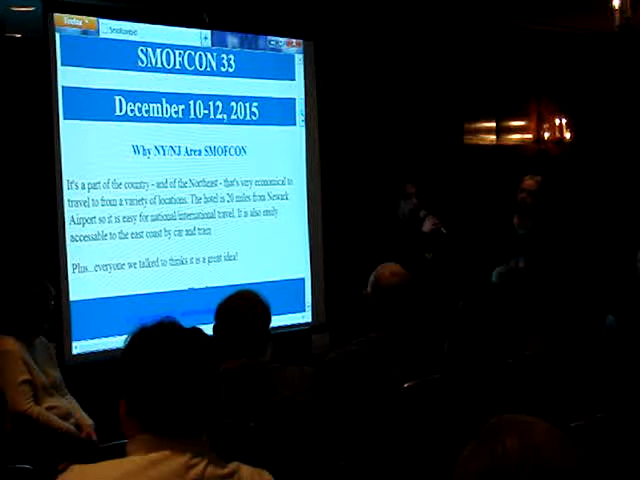 Firefox
SMOFCON 33
December 10-12, 2015
Why NY/NJ Area SMOFCON
It's a part of the country - and of the Northeast - that's very economical to
travel to from a variety of locations. The hotel is 20 miles from Newark
Airport so it is easy for national/international travel. It is also easily
accessable to the east coast by car and train
Plus...everyone we talked to thinks it is a great idea!